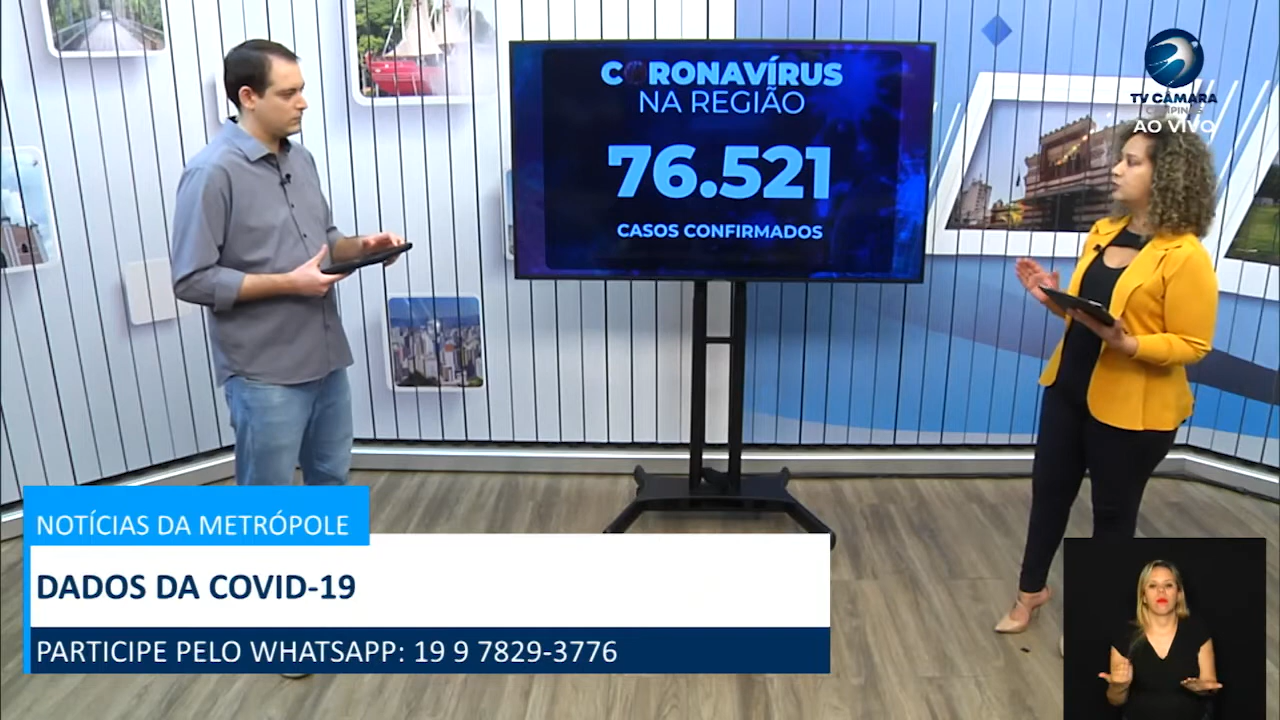 CORONAVÍRUS
NA REGIÃO
76.521
CASOS CONFIRMADOS
TV CÂMARA
CAMPINAS
AO VIVO
NOTÍCIAS DA METRÓPOLE
DADOS DA COVID-19
PARTICIPE PELO WHATSAPP: 19 9 7829-3776